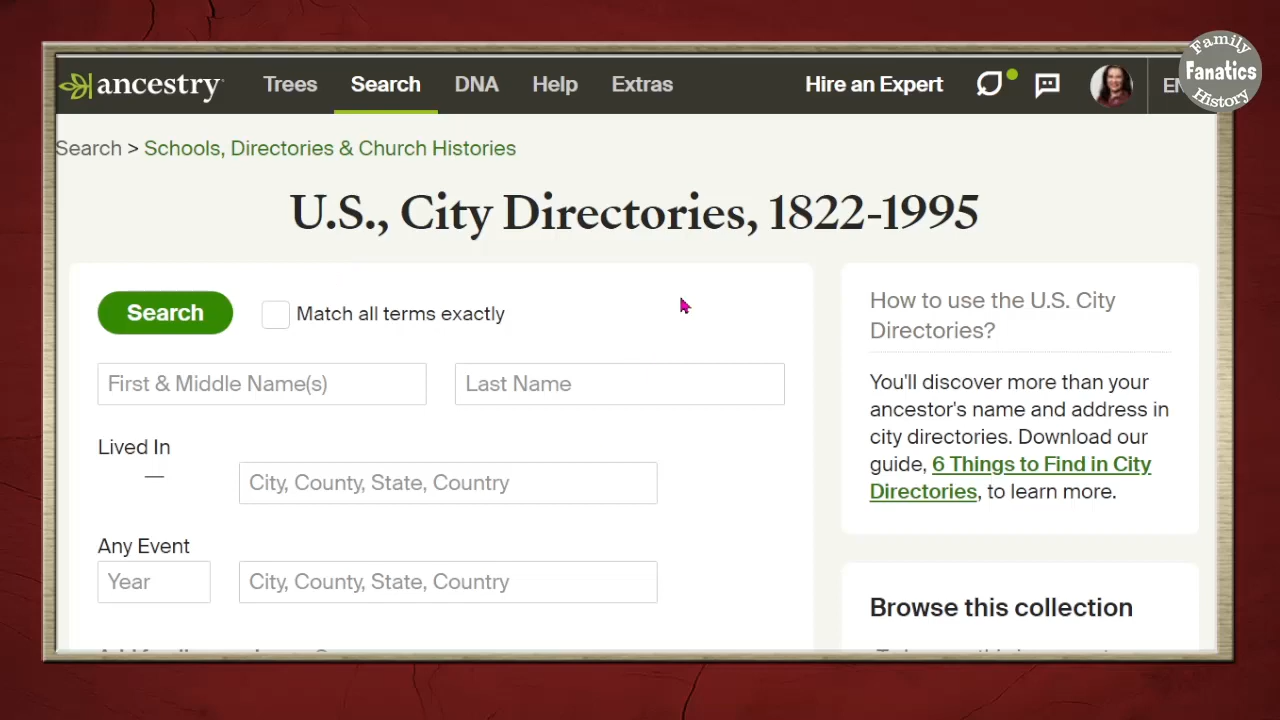 Family
Fanatics
History
ancestry Trees Search DNA Help Extras Hire an Expert
Search > Schools, Directories & Church Histories
U.S., City Directories, 1822-1995
Search Match all terms exactly
First & Middle Name(s) Last Name
Lived In
—
City, County, State, Country
Any Event
Year City, County, State, Country
How to use the U.S. City
Directories?
You'll discover more than your
ancestor's name and address in
city directories. Download our
guide, 6 Things to Find in City
Directories, to learn more.
Browse this collection